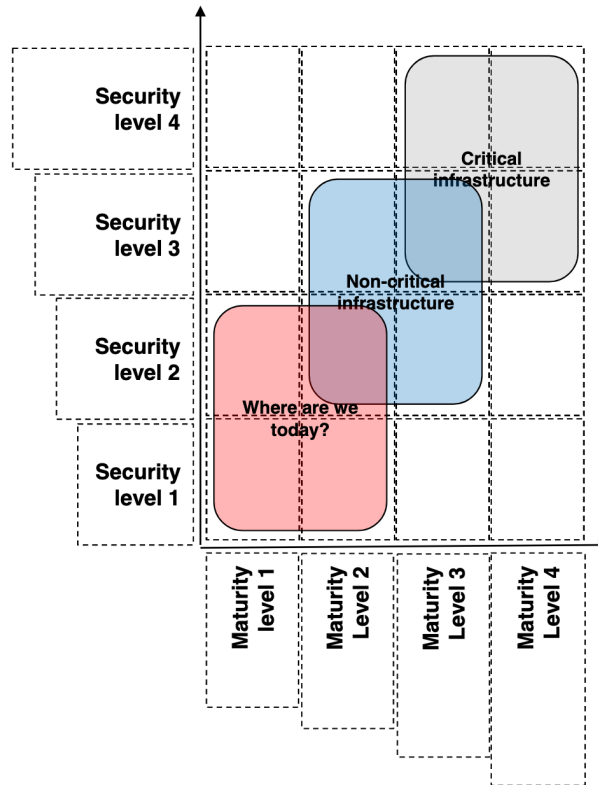 Security
level 4
Critical
infrastructure
Security
level 3
Non-critical
infrastructure
Security
level 2
Where are we
today?
Security
level 1
Maturity
level 1
Maturity
Level 2
Maturity
Level 3
Maturity
Level 4